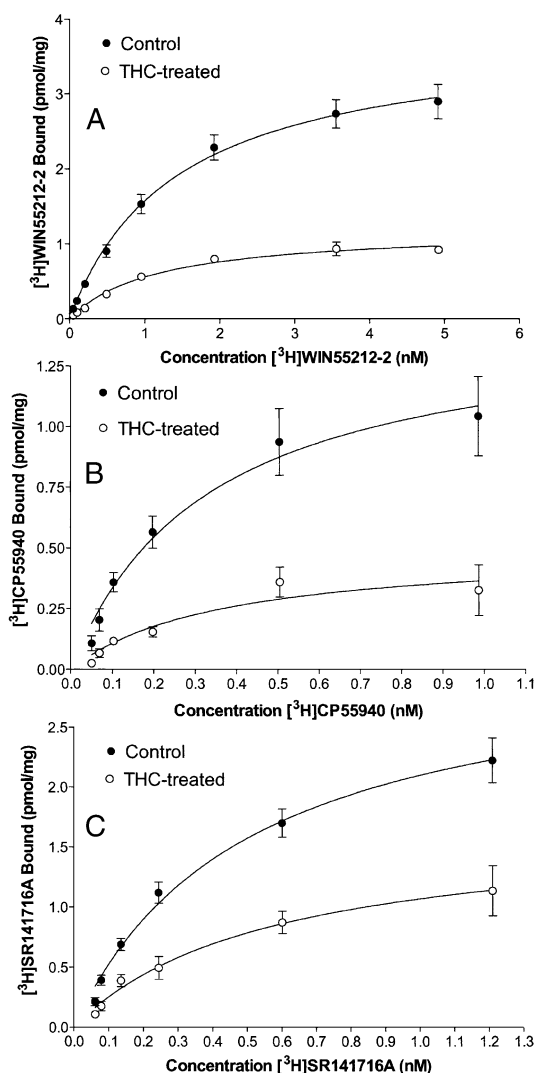 4
Control
THC-treated
3
A
2
1
0
[³H]WIN55212-2 Bound (pmol/mg)
0 1 2 3 4 5 6
Concentration [³H]WIN55212-2 (nM)
1.25
Control
1.00
THC-treated
B
0.75
0.50
0.25
0.00
[³H]CP55940 Bound (pmol/mg)
0.0 0.1 0.2 0.3 0.4 0.5 0.6 0.7 0.8 0.9 1.0 1.1
Concentration [³H]CP55940 (nM)
2.5
Control
THC-treated
2.0
C
1.5
1.0
0.5
0.0
[³H]SR141716A Bound (pmol/mg)
0.0 0.1 0.2 0.3 0.4 0.5 0.6 0.7 0.8 0.9 1.0 1.1 1.2 1.3
Concentration [³H]SR141716A (nM)